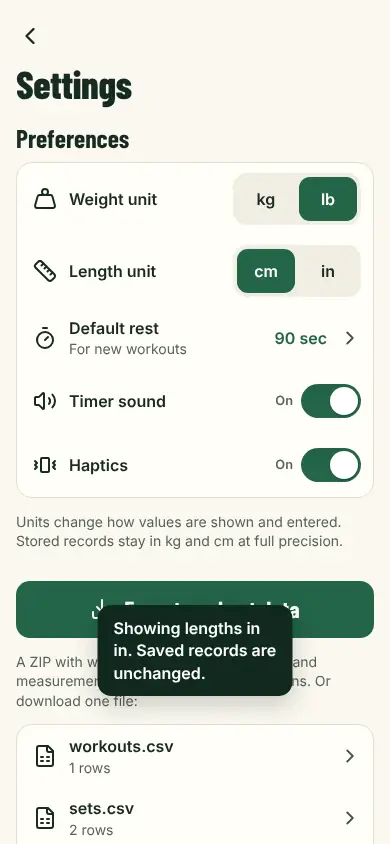 Settings
Preferences
Weight unit
kg
lb
Length unit
cm
in
Default rest
For new workouts
90 sec
Timer sound
On
Haptics
On
Units change how values are shown and entered.
Stored records stay in kg and cm at full precision.
Showing lengths in
in. Saved records are
unchanged.
A ZIP with
and
Or
download one file:
workouts.csv
1 rows
sets.csv
2 rows